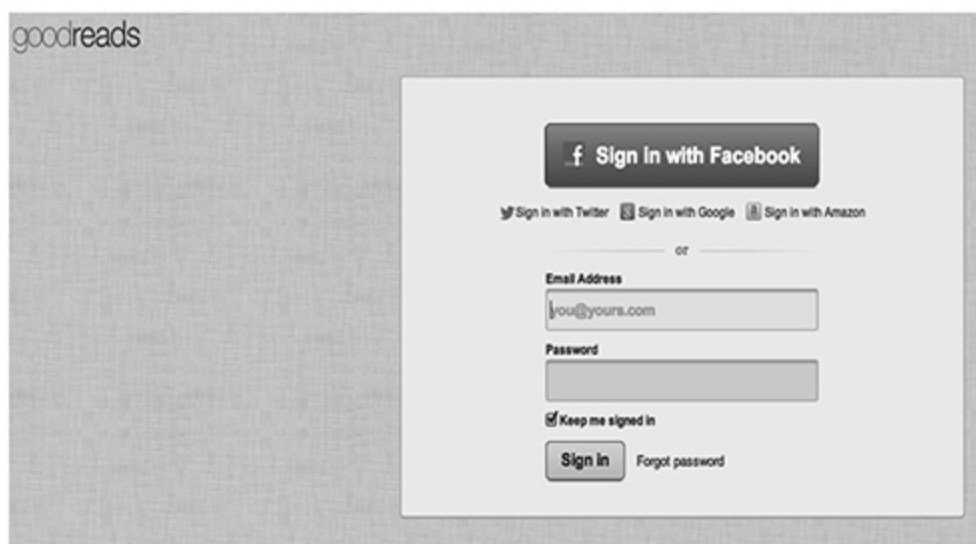 goodreads
f Sign in with Facebook
Sign in with Twitter Sign in with Google Sign in with Amazon
or
Email Address
you@yours.com
Password
Keep me signed in
Sign in Forgot password